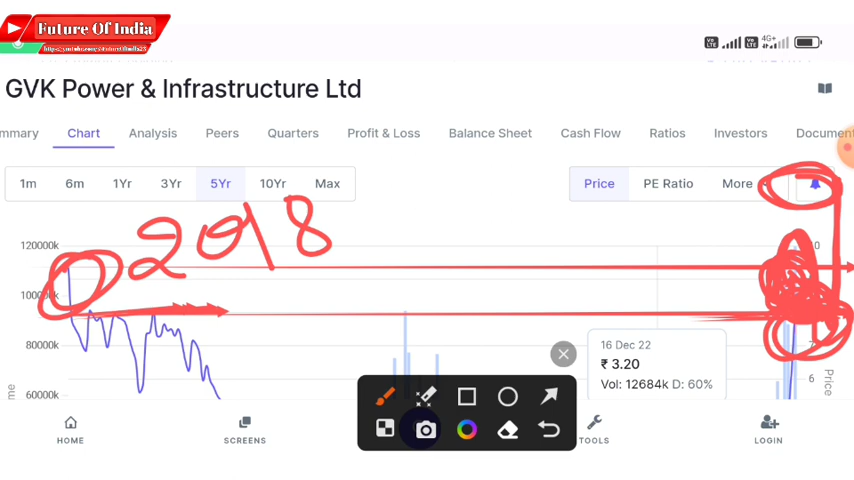 Future Of India
GVK Power & Infrastructure Ltd
mmary Chart Analysis Peers Quarters Profit & Loss Balance Sheet Cash Flow Ratios Investors Document
1m 6m 1Yr 3Yr 5Yr 10Yr Max Price PE Ratio More
2018
120000k
80000k
60000k
16 Dec 22
₹ 3.20
Vol: 12684k D: 60%
6
Price
HOME SCREENS TOOLS LOGIN